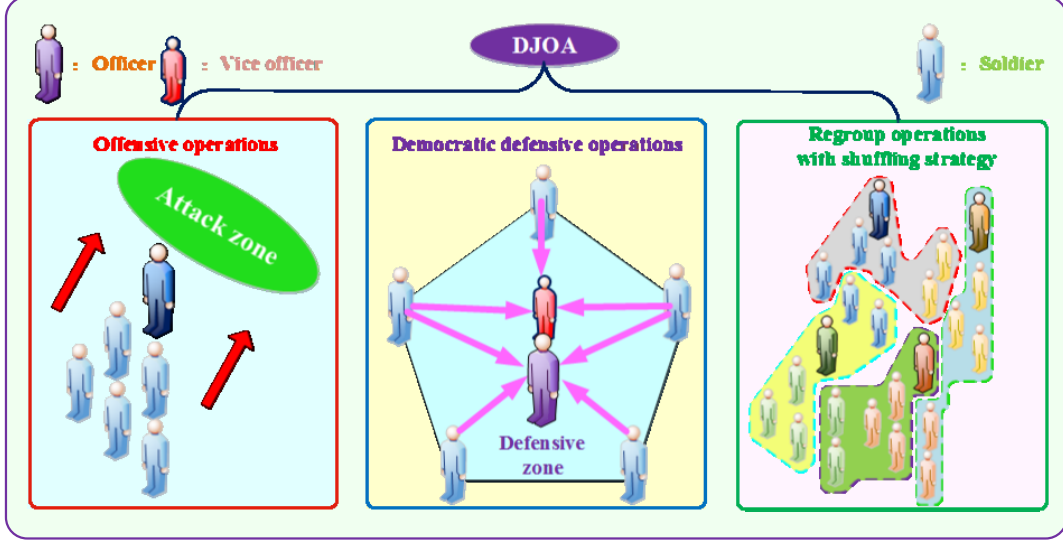 DJOA
: Officer
: Vice officer
: Soldier
Offensive operations
Attack zone
Democratic defensive operations
Defensive
zone
Regroup operations
with shuffling strategy